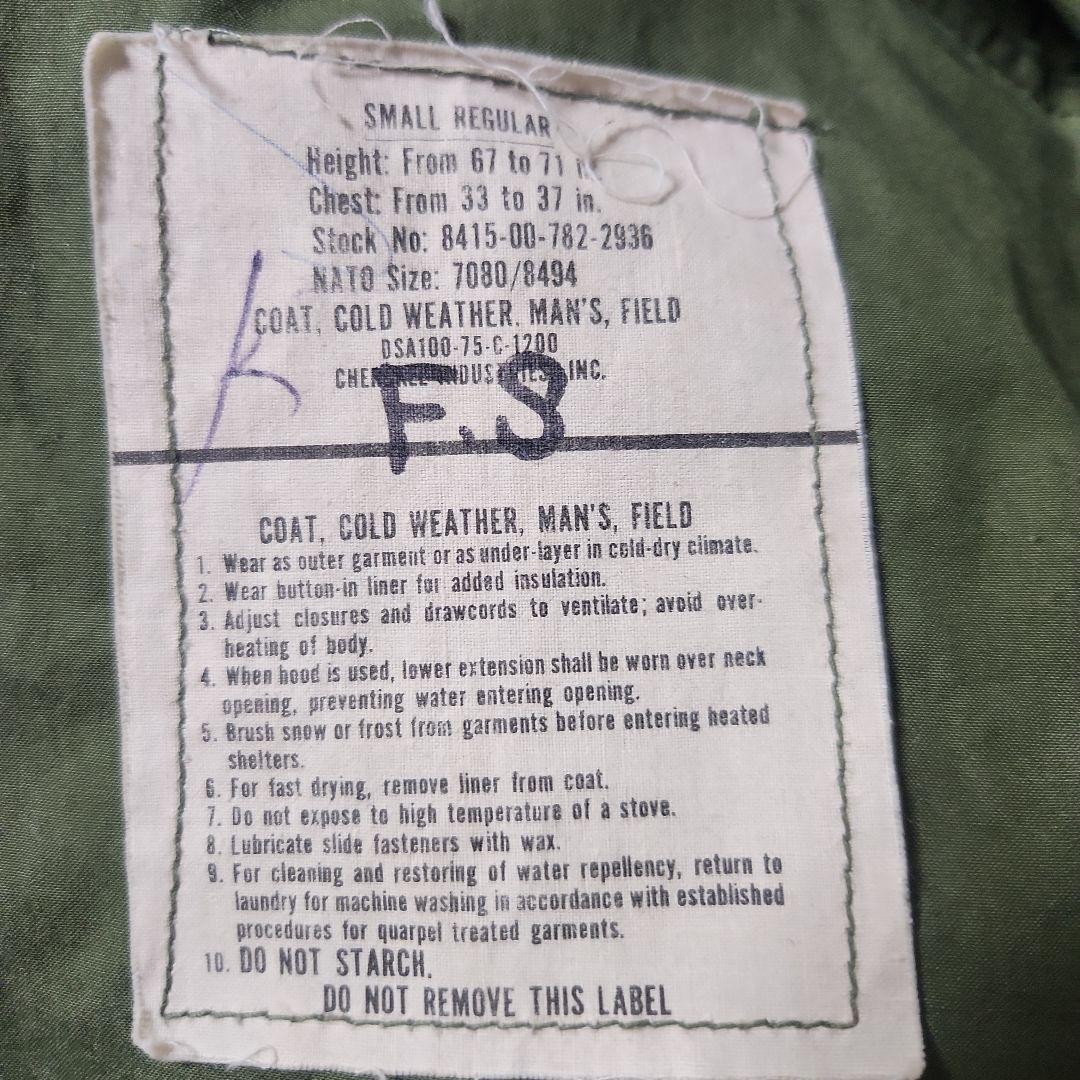 SMALL REGULAR
Height: From 67 to 71
Chest: From 33 to 37 in.
Stock No: 8415-00-782-2936
NATO Size: 7080/8494
COAT, COLD WEATHER, MAN'S, FIELD
DSA100-75-C-1200
INDUSTRIES, INC.
F.S
COAT, COLD WEATHER, MAN'S, FIELD
1. Wear as outer garment or as under-layer in cold-dry climate.
2. Wear button-in liner for added insulation.
3. Adjust closures and drawcords to ventilate; avoid over-
heating of body.
4. When hood is used, lower extension shall be worn over neck
opening, preventing water entering opening.
5. Brush snow or frost from garments before entering heated
shelters.
6. For fast drying, remove liner from coat.
7. Do not expose to high temperature of a stove.
8. Lubricate slide fasteners with wax.
9. For cleaning and restoring of water repellency, return to
laundry for machine washing in accordance with established
procedures for quarpel treated garments.
10. DO NOT STARCH.
DO NOT REMOVE THIS LABEL